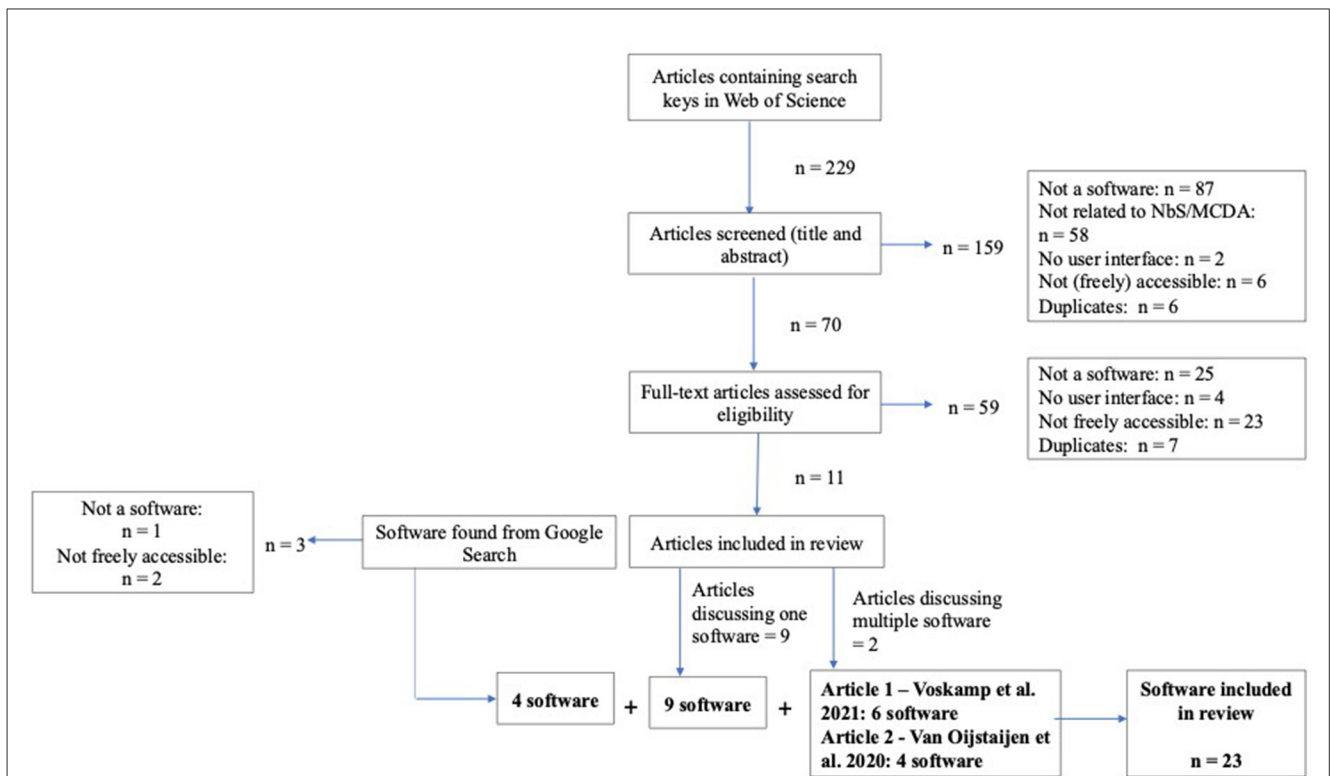 Articles containing search
keys in Web of Science
n = 229
Articles screened (title and
abstract)
n = 159
Not a software: n = 87
Not related to NbS/MCDA:
n = 58
No user interface: n = 2
Not (freely) accessible: n = 6
Duplicates: n = 6
n = 70
Full-text articles assessed for
eligibility
n = 59
Not a software: n = 25
No user interface: n = 4
Not freely accessible: n = 23
Duplicates: n = 7
n = 11
Not a software:
n = 1
Not freely accessible:
n = 2
n = 3
Software found from Google
Search
Articles included in review
Articles
discussing one
software = 9
Articles discussing
multiple software
= 2
4 software
+
9 software
+
Article 1 – Voskamp et al.
2021: 6 software
Article 2 - Van Oijstaijen et
al. 2020: 4 software
Software included
in review
n = 23